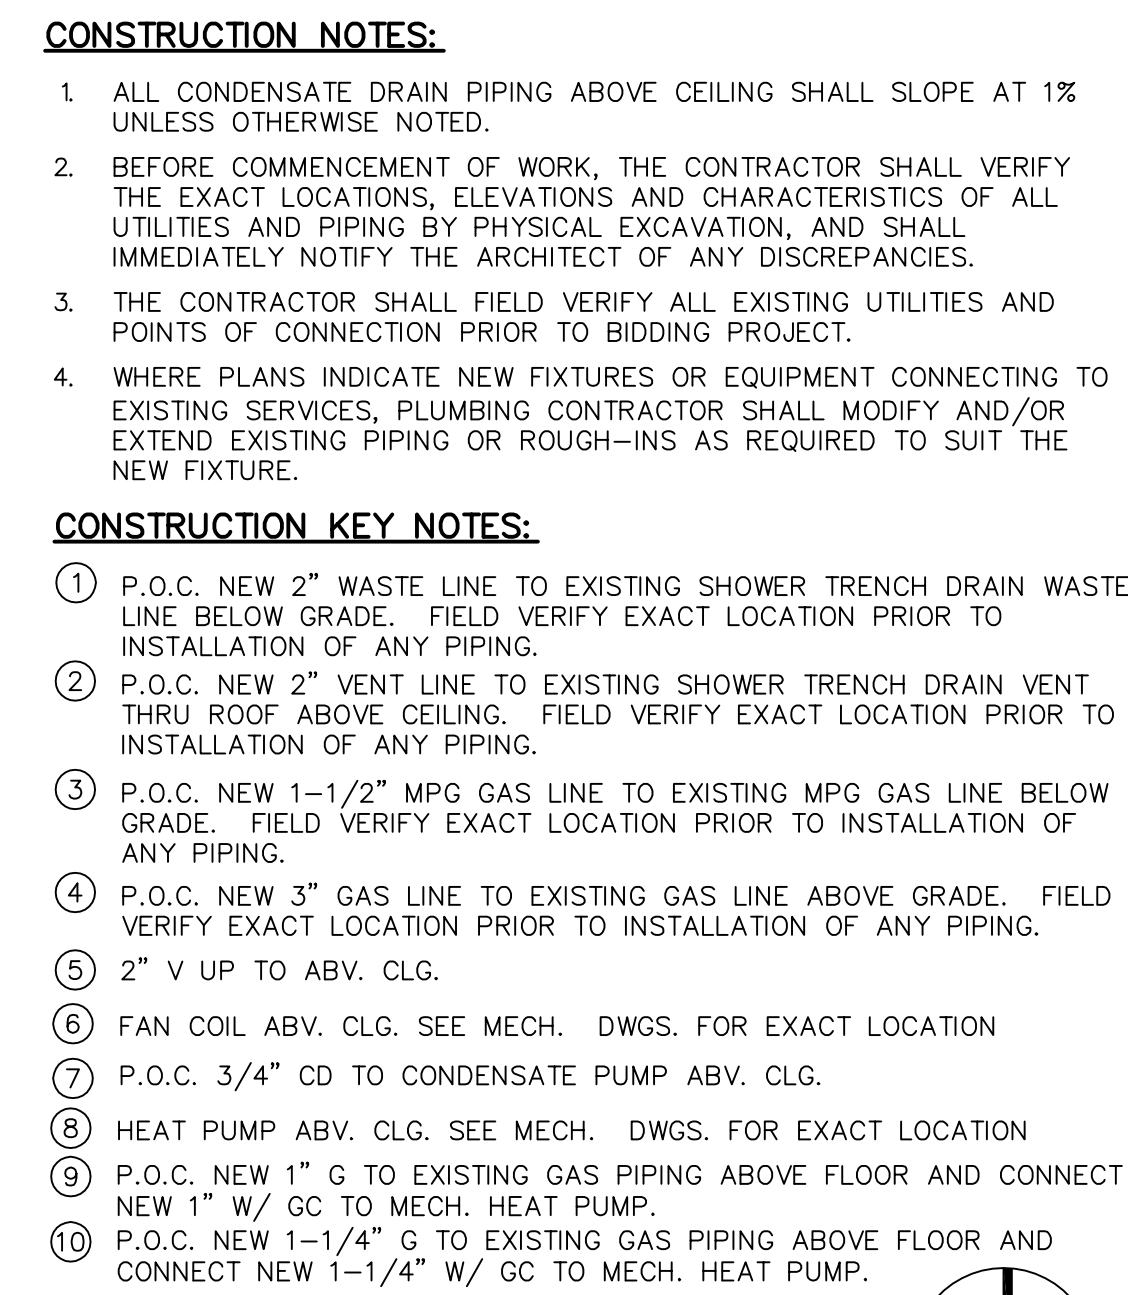 CONSTRUCTION NOTES:
1. ALL CONDENSATE DRAIN PIPING ABOVE CEILING SHALL SLOPE AT 1%
UNLESS OTHERWISE NOTED.
2. BEFORE COMMENCEMENT OF WORK, THE CONTRACTOR SHALL VERIFY
THE EXACT LOCATIONS, ELEVATIONS AND CHARACTERISTICS OF ALL
UTILITIES AND PIPING BY PHYSICAL EXCAVATION, AND SHALL
IMMEDIATELY NOTIFY THE ARCHITECT OF ANY DISCREPANCIES.
3. THE CONTRACTOR SHALL FIELD VERIFY ALL EXISTING UTILITIES AND
POINTS OF CONNECTION PRIOR TO BIDDING PROJECT.
4. WHERE PLANS INDICATE NEW FIXTURES OR EQUIPMENT CONNECTING TO
EXISTING SERVICES, PLUMBING CONTRACTOR SHALL MODIFY AND/OR
EXTEND EXISTING PIPING OR ROUGH-INS AS REQUIRED TO SUIT THE
NEW FIXTURE.
CONSTRUCTION KEY NOTES:
1 P.O.C. NEW 2" WASTE LINE TO EXISTING SHOWER TRENCH DRAIN WASTE
LINE BELOW GRADE. FIELD VERIFY EXACT LOCATION PRIOR TO
INSTALLATION OF ANY PIPING.
2 P.O.C. NEW 2" VENT LINE TO EXISTING SHOWER TRENCH DRAIN VENT
THRU ROOF ABOVE CEILING. FIELD VERIFY EXACT LOCATION PRIOR TO
INSTALLATION OF ANY PIPING.
3 P.O.C. NEW 1-1/2" MPG GAS LINE TO EXISTING MPG GAS LINE BELOW
GRADE. FIELD VERIFY EXACT LOCATION PRIOR TO INSTALLATION OF
ANY PIPING.
4 P.O.C. NEW 3" GAS LINE TO EXISTING GAS LINE ABOVE GRADE. FIELD
VERIFY EXACT LOCATION PRIOR TO INSTALLATION OF ANY PIPING.
5 2" V UP TO ABV. CLG.
6 FAN COIL ABV. CLG. SEE MECH. DWGS. FOR EXACT LOCATION
7 P.O.C. 3/4" CD TO CONDENSATE PUMP ABV. CLG.
8 HEAT PUMP ABV. CLG. SEE MECH. DWGS. FOR EXACT LOCATION
9 P.O.C. NEW 1" G TO EXISTING GAS PIPING ABOVE FLOOR AND CONNECT
NEW 1" W/ GC TO MECH. HEAT PUMP.
10 P.O.C. NEW 1-1/4" G TO EXISTING GAS PIPING ABOVE FLOOR AND
CONNECT NEW 1-1/4" W/ GC TO MECH. HEAT PUMP.